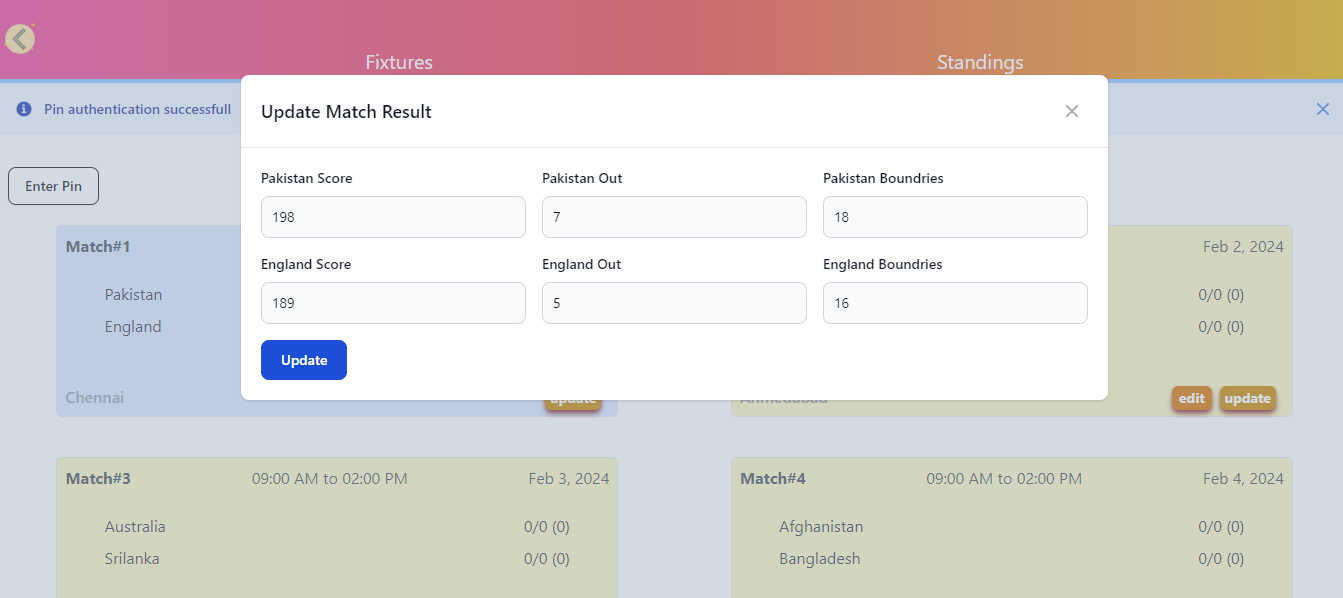 Fixtures
Standings
Pin authentication successfull
Enter Pin
Update Match Result
Pakistan Score
Pakistan Out
Pakistan Boundries
198
7
18
England Score
England Out
England Boundries
189
5
16
Update
Match#1
Pakistan
England
Chennai
update
Feb 2, 2024
0/0 (0)
0/0 (0)
Ahmedabad
edit
update
Match#3
09:00 AM to 02:00 PM
Feb 3, 2024
Australia
0/0 (0)
Srilanka
0/0 (0)
Match#4
09:00 AM to 02:00 PM
Feb 4, 2024
Afghanistan
0/0 (0)
Bangladesh
0/0 (0)